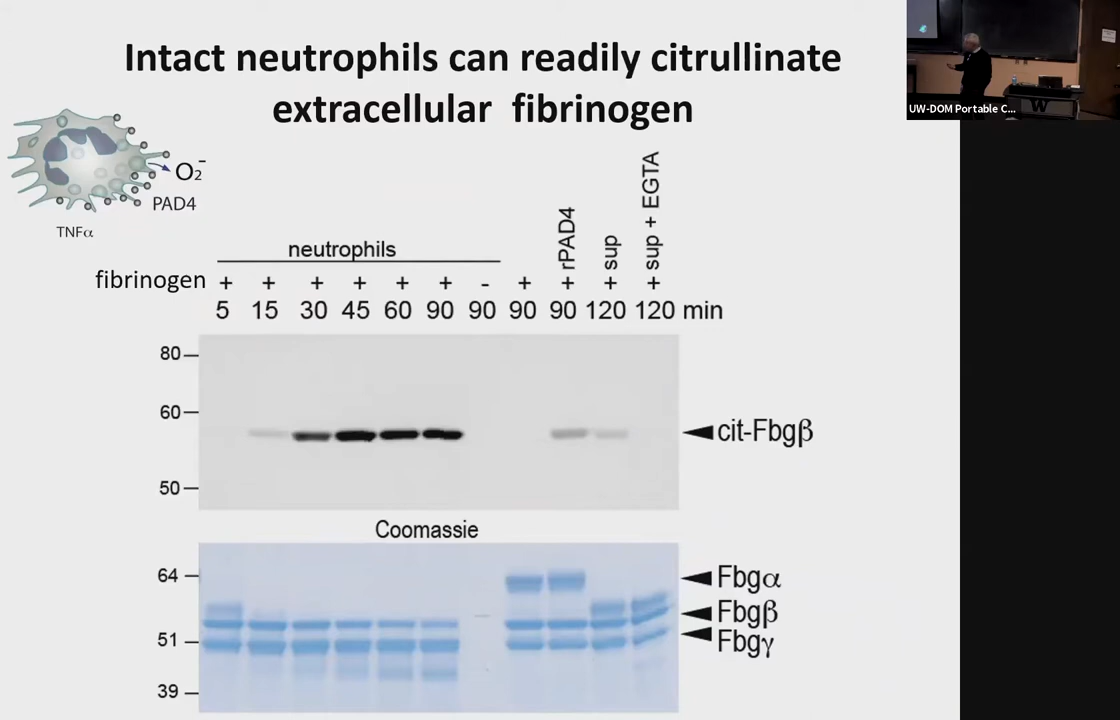 Intact neutrophils can readily citrullinate
extracellular fibrinogen
UW-DOM Portable C...
W
O₂⁻
PAD4
TNFα
neutrophils
+ rPAD4
+ sup
+ sup + EGTA
fibrinogen + + + + + + - + + + +
5 15 30 45 60 90 90 90 90 120 120 min
80
60
50
cit-Fbgβ
Coomassie
64
51
39
Fbgα
Fbgβ
Fbgγ